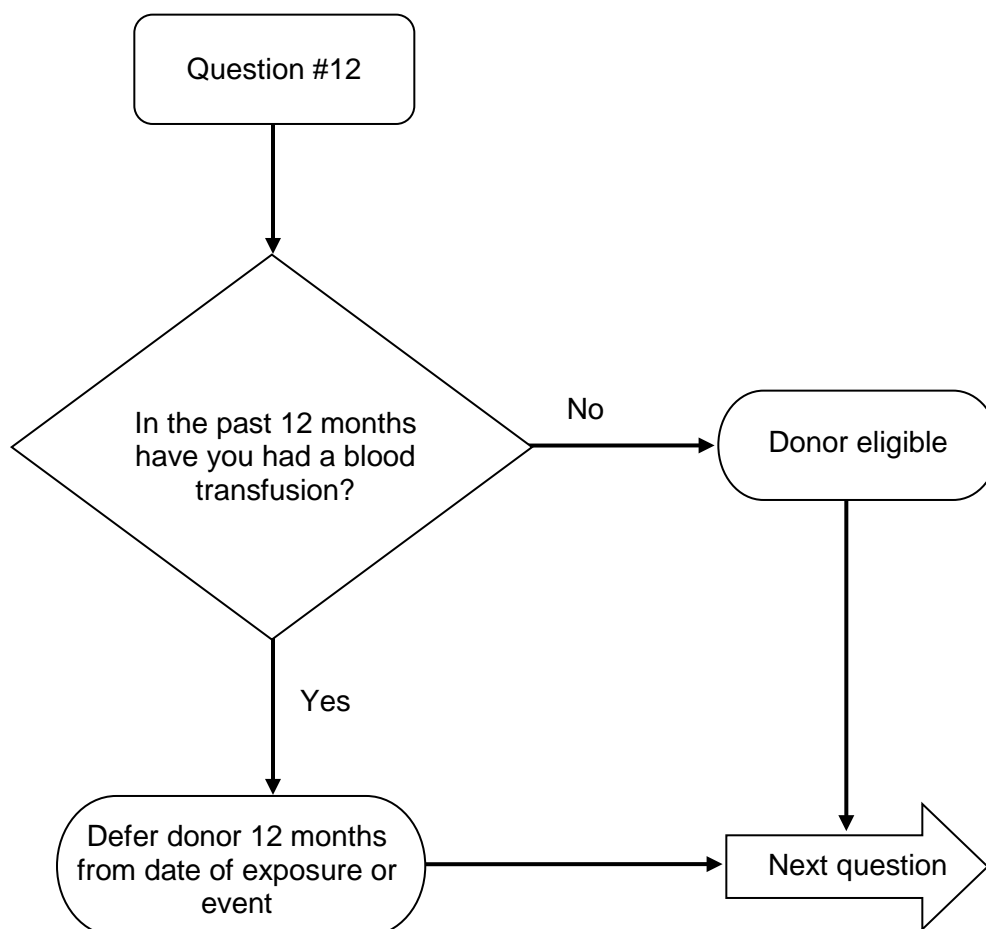 Question #12
In the past 12 months
have you had a blood
transfusion?
No
Donor eligible
Yes
Defer donor 12 months
from date of exposure or
event
Next question